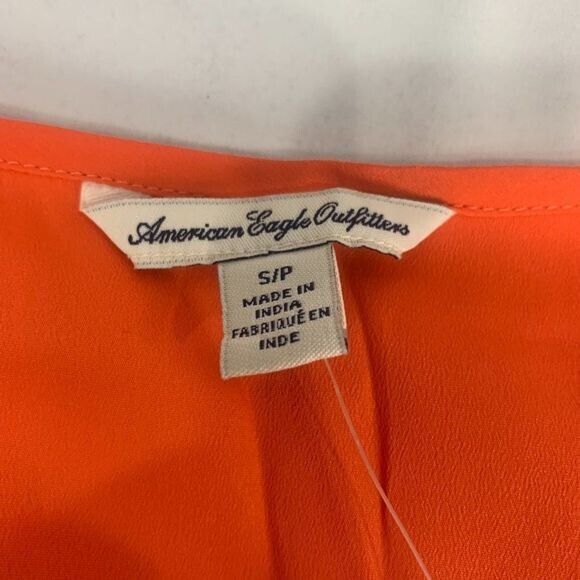 American Eagle Outfitters
S/P
MADE IN
INDIA
FABRIQUÉ EN
INDE